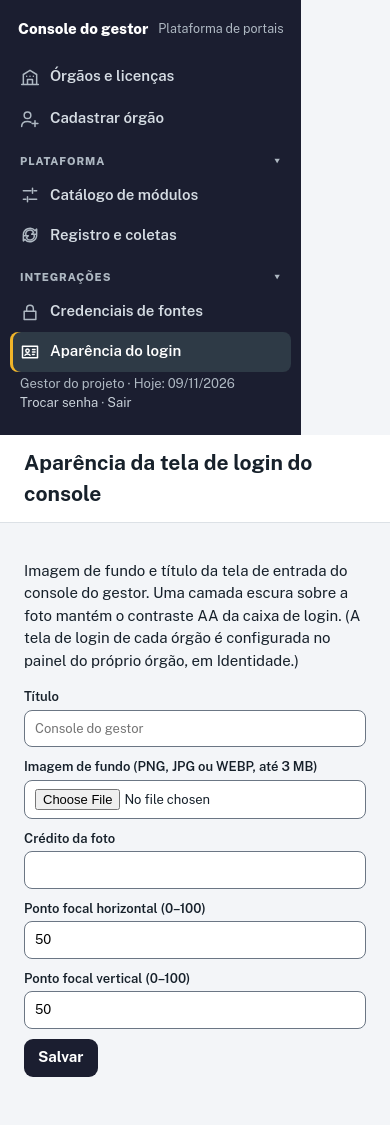 Console do gestor Plataforma de portais
Órgãos e licenças
Cadastrar órgão
PLATAFORMA ▾
Catálogo de módulos
Registro e coletas
INTEGRAÇÕES ▾
Credenciais de fontes
Aparência do login
Gestor do projeto · Hoje: 09/11/2026
Trocar senha · Sair
Aparência da tela de login do
console
Imagem de fundo e título da tela de entrada do
console do gestor. Uma camada escura sobre a
foto mantém o contraste AA da caixa de login. (A
tela de login de cada órgão é configurada no
painel do próprio órgão, em Identidade.)
Título
Console do gestor
Imagem de fundo (PNG, JPG ou WEBP, até 3 MB)
Choose File No file chosen
Crédito da foto
Ponto focal horizontal (0–100)
50
Ponto focal vertical (0–100)
50
Salvar